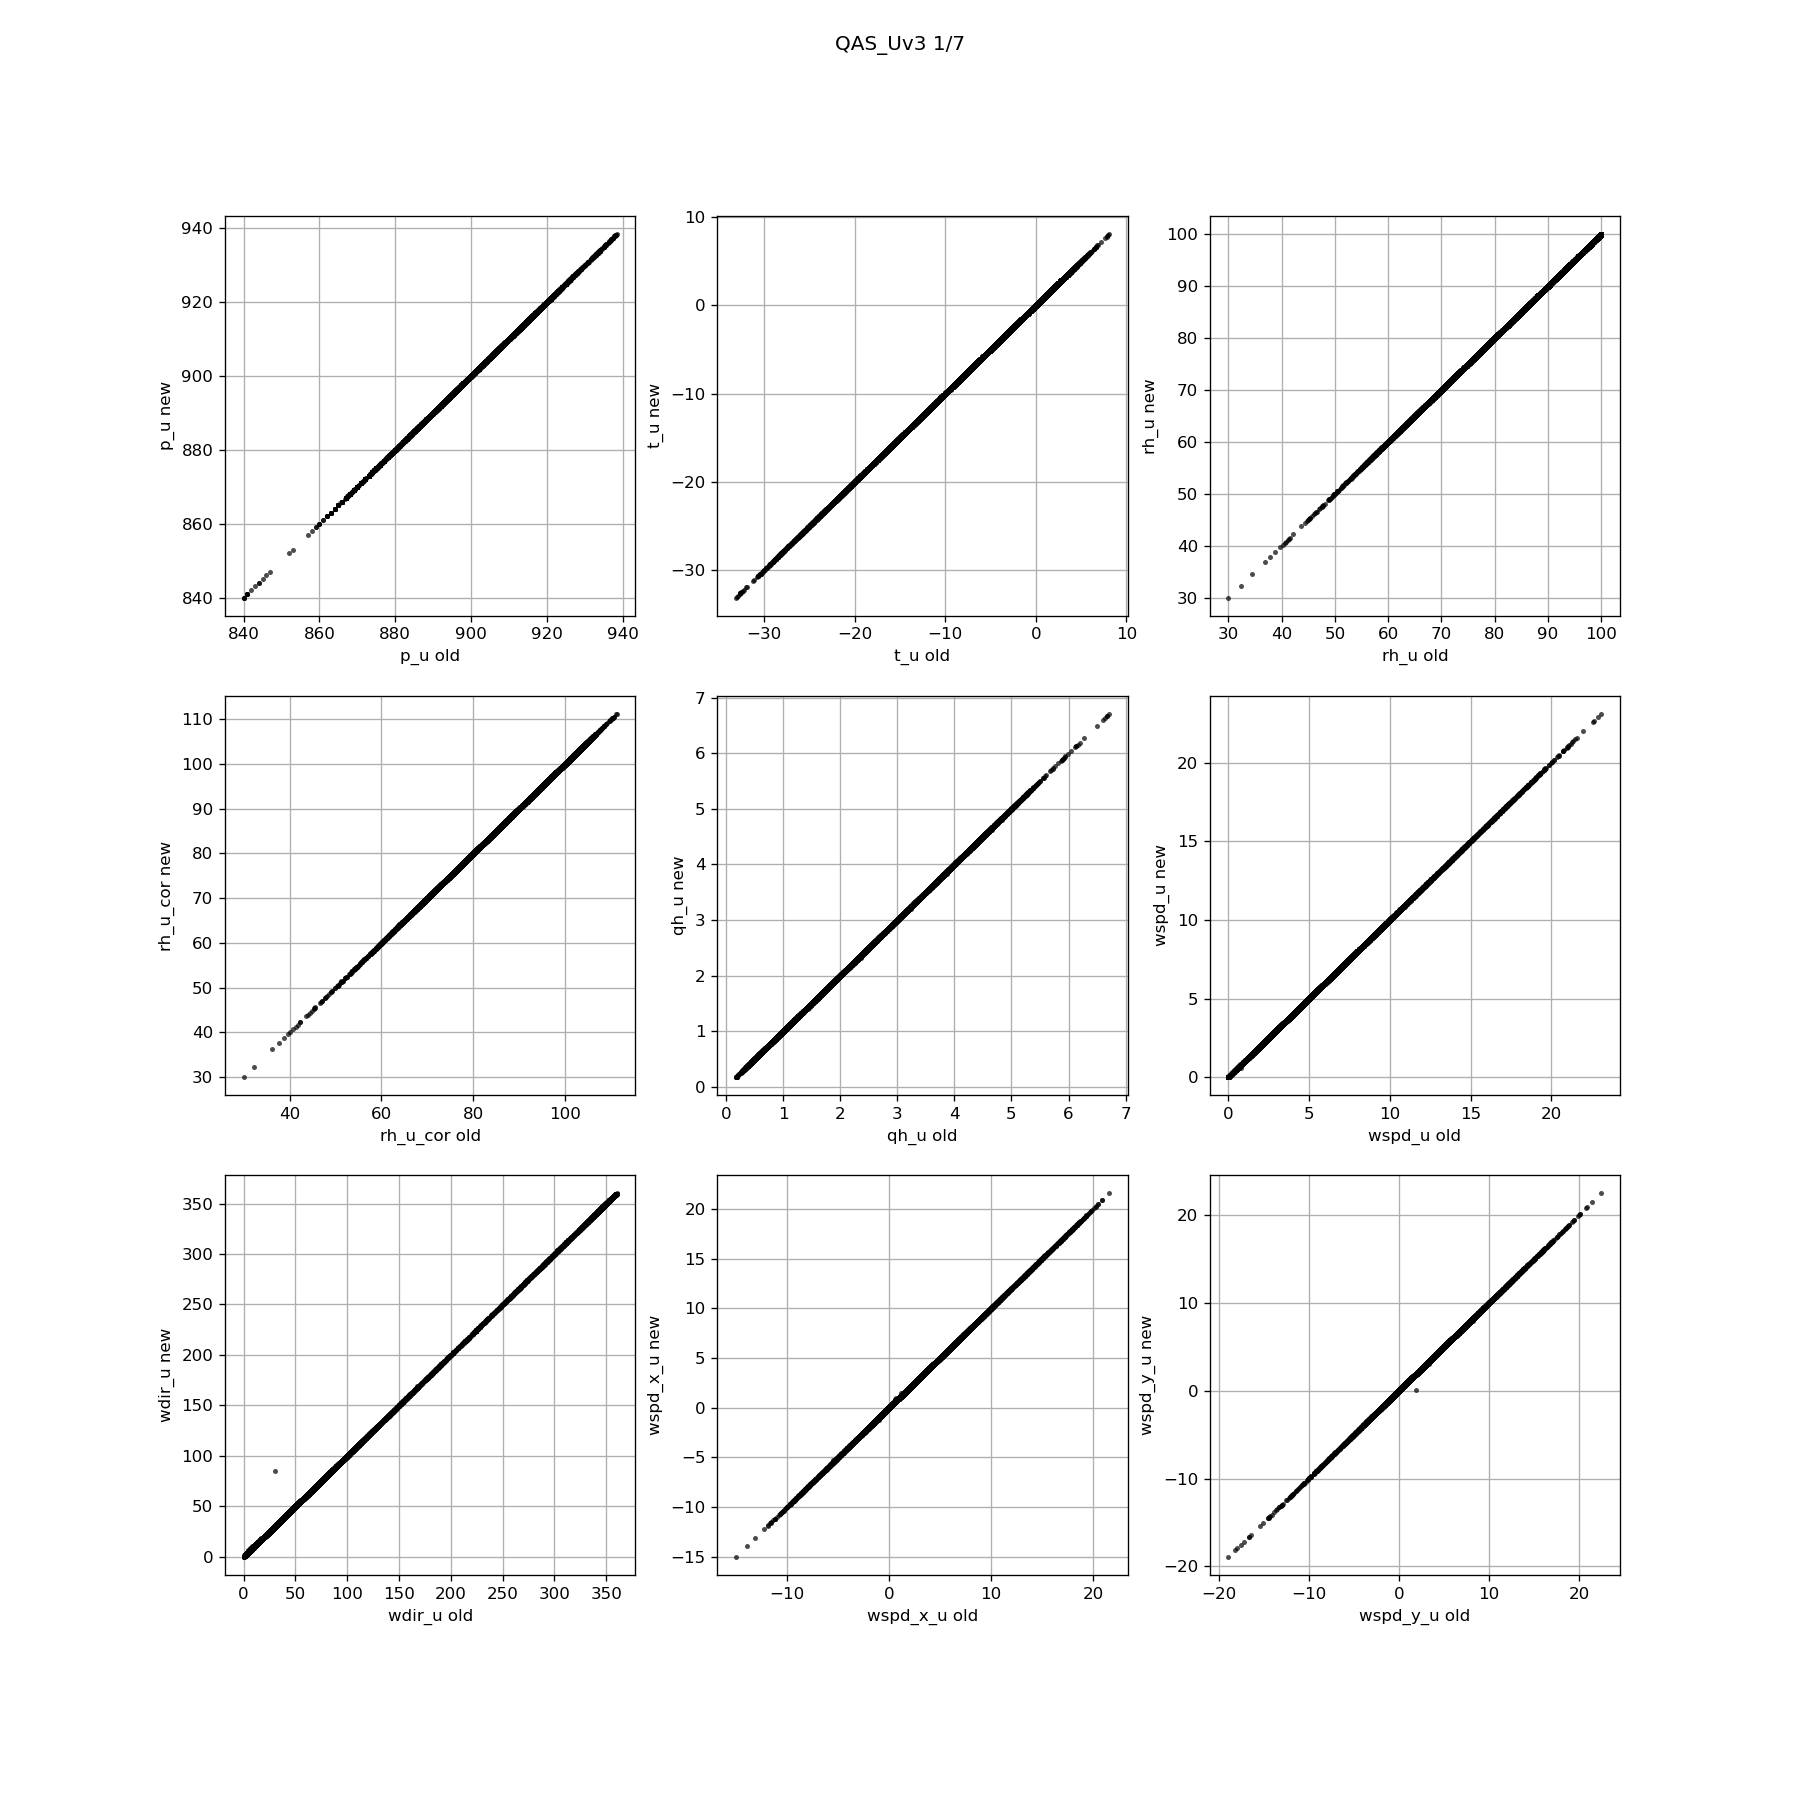 QAS_Uv3 1/7
940
920
900
880
860
840
p_u new
840 860 880 900 920 940
p_u old
10
0
−10
−20
−30
t_u new
−30 −20 −10 0 10
t_u old
100
90
80
70
60
50
40
30
rh_u new
30 40 50 60 70 80 90 100
rh_u old
110
100
90
80
70
60
50
40
30
rh_u_cor new
40 60 80 100
rh_u_cor old
7
6
5
4
3
2
1
0
qh_u new
0 1 2 3 4 5 6 7
qh_u old
20
15
10
5
0
wspd_u new
0 5 10 15 20
wspd_u old
350
300
250
200
150
100
50
0
wdir_u new
0 50 100 150 200 250 300 350
wdir_u old
20
15
10
5
0
−5
−10
−15
wspd_x_u new
−10 0 10 20
wspd_x_u old
20
10
0
−10
−20
wspd_y_u new
−20 −10 0 10 20
wspd_y_u old